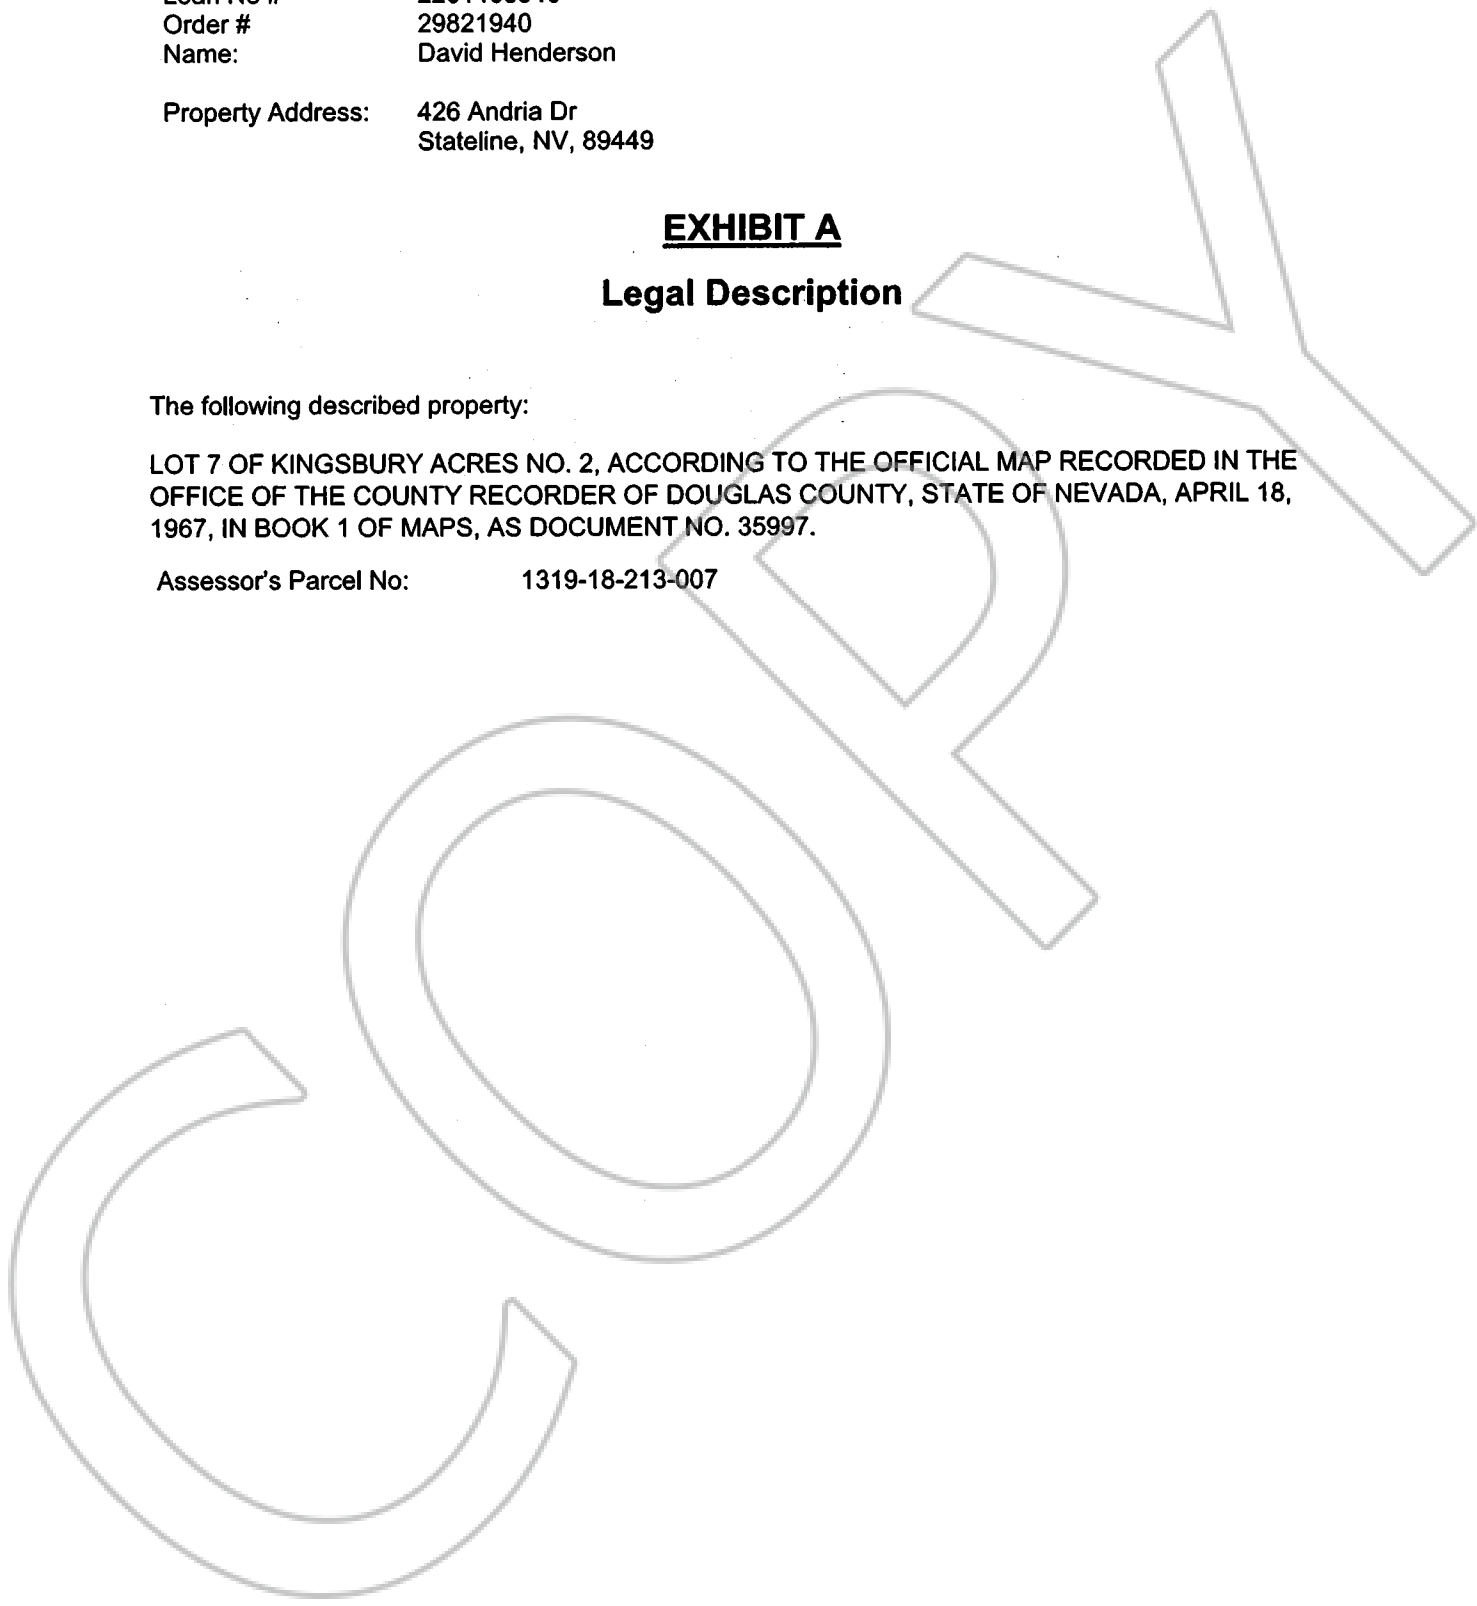 Order # 29821940
Name: David Henderson
Property Address: 426 Andria Dr
Stateline, NV, 89449
EXHIBIT A
Legal Description
The following described property:
LOT 7 OF KINGSBURY ACRES NO. 2, ACCORDING TO THE OFFICIAL MAP RECORDED IN THE
OFFICE OF THE COUNTY RECORDER OF DOUGLAS COUNTY, STATE OF NEVADA, APRIL 18,
1967, IN BOOK 1 OF MAPS, AS DOCUMENT NO. 35997.
Assessor's Parcel No: 1319-18-213-007
COPY